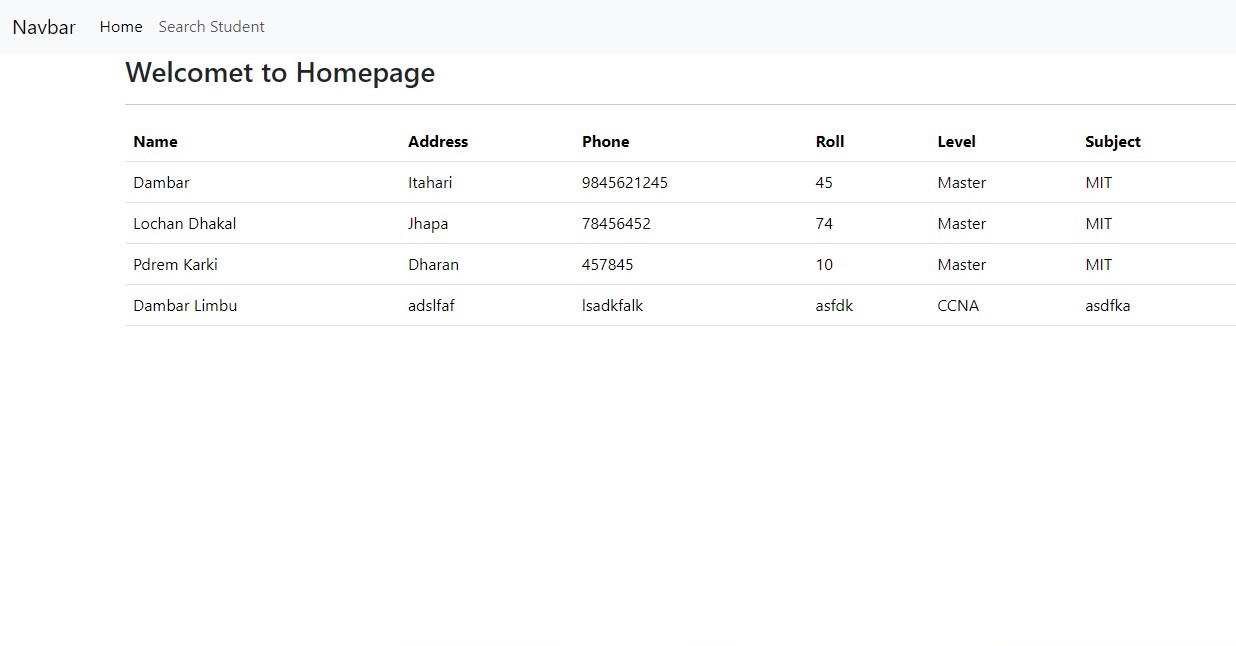 Navbar Home Search Student
Welcomet to Homepage
Name Address Phone Roll Level Subject
Dambar Itahari 9845621245 45 Master MIT
Lochan Dhakal Jhapa 78456452 74 Master MIT
Pdrem Karki Dharan 457845 10 Master MIT
Dambar Limbu adslfaf lsadkfalk asfdk CCNA asdfka